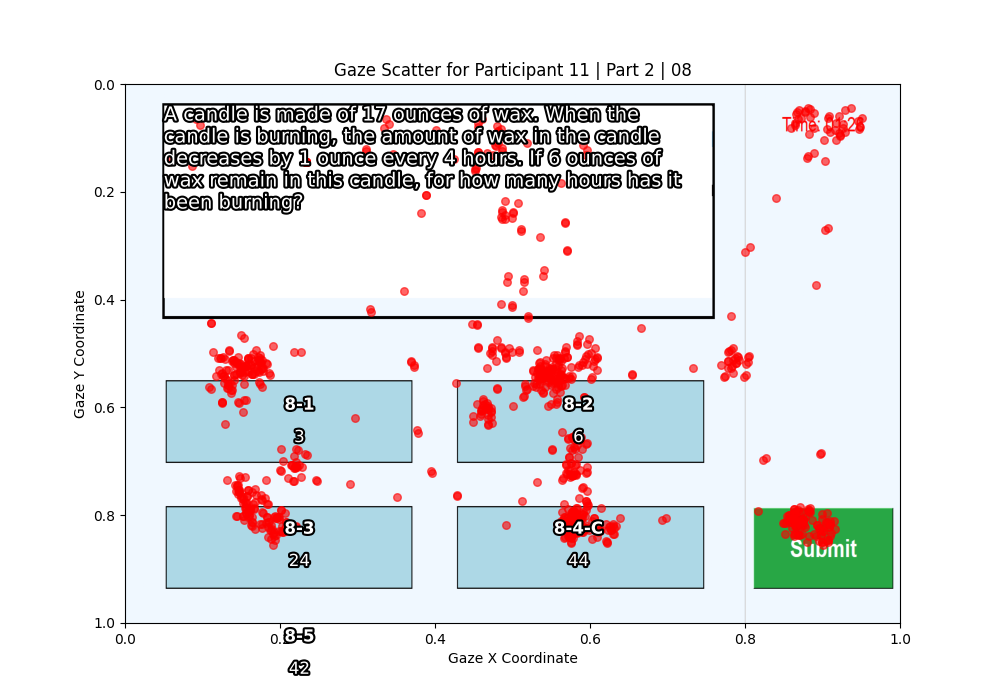 Gaze Scatter for Participant 11 | Part 2 | 08
0.0
0.2
0.4
0.6
0.8
1.0
Gaze Y Coordinate
A candle is made of 17 ounces of wax. When the
candle is burning, the amount of wax in the candle
decreases by 1 ounce every 4 hours. If 6 ounces of
wax remain in this candle, for how many hours has it
been burning?
8-1
3
8-2
6
8-3
24
8-4-C
44
Submit
8-5
42
0.0
0.2
0.4
0.6
0.8
1.0
Gaze X Coordinate